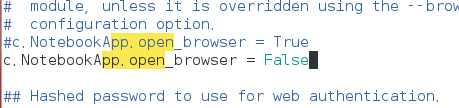 #  module, unless it is overridden using the --brow
#  configuration option.
#c.NotebookApp.open_browser = True
c.NotebookApp.open_browser = False
## Hashed password to use for web authentication.